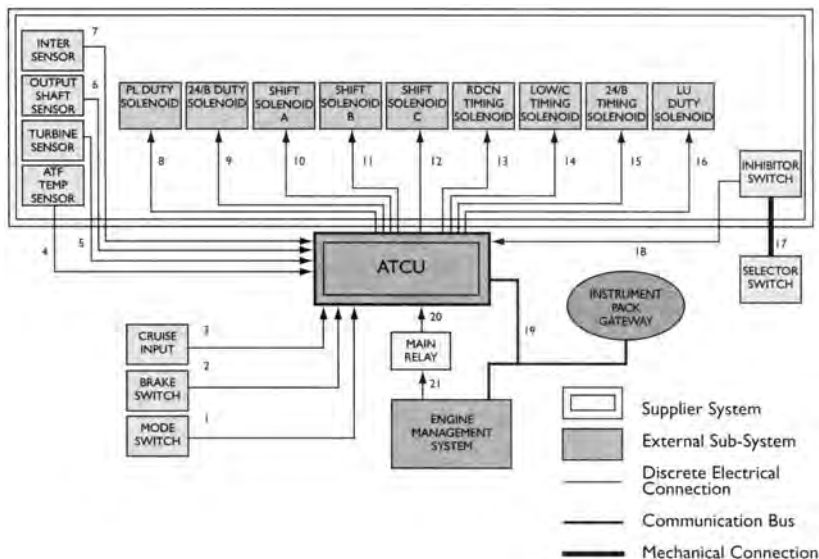 7
INTER
SENSOR
6
OUTPUT
SHAFT
SENSOR
TURBINE
SENSOR
ATF
TEMP
SENSOR
5
4
PL DUTY
SOLENOID
24/B DUTY
SOLENOID
SHIFT
SOLENOID
A
SHIFT
SOLENOID
B
SHIFT
SOLENOID
C
RDCN
TIMING
SOLENOID
LOW/C
TIMING
SOLENOID
24/B
TIMING
SOLENOID
LU
DUTY
SOLENOID
8
9
10
11
12
13
14
15
16
INHIBITOR
SWITCH
17
18
SELECTOR
SWITCH
ATCU
INSTRUMENT
PACK
GATEWAY
19
20
MAIN
RELAY
21
ENGINE
MANAGEMENT
SYSTEM
3
CRUISE
INPUT
2
BRAKE
SWITCH
1
MODE
SWITCH
Supplier System
External Sub-System
Discrete Electrical
Connection
Communication Bus
Mechanical Connection